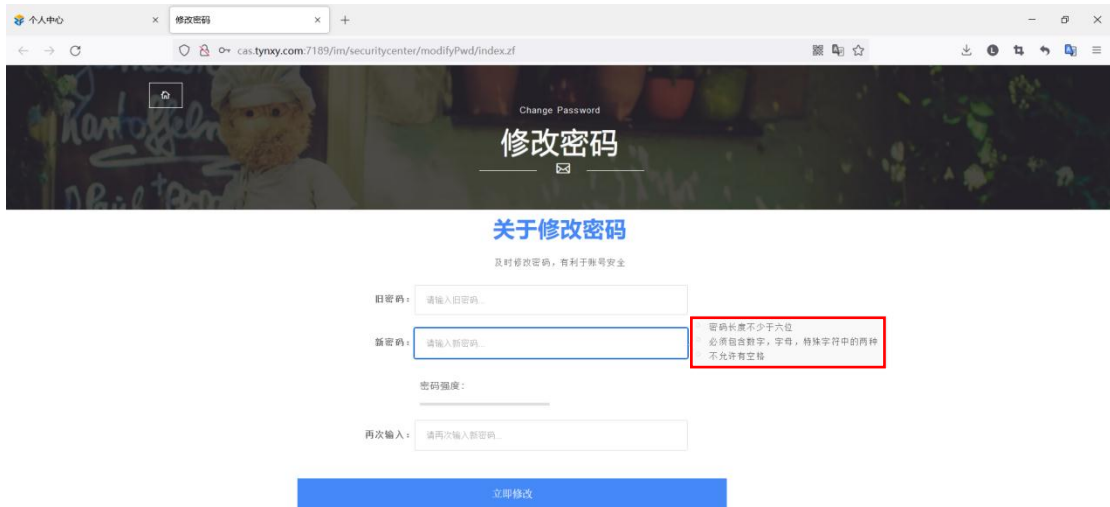 个人中心
修改密码
cas.tynxy.com:7189/im/securitycenter/modifyPwd/index.zf
Kartoffeln
Change Password
修改密码
关于修改密码
及时修改密码，有利于账号安全
旧密码：
请输入旧密码..
新密码：
请输入新密码..
密码长度不少于六位
必须包含数字，字母，特殊字符中的两种
不允许有空格
密码强度：
再次输入：
请再次输入新密码..
立即修改